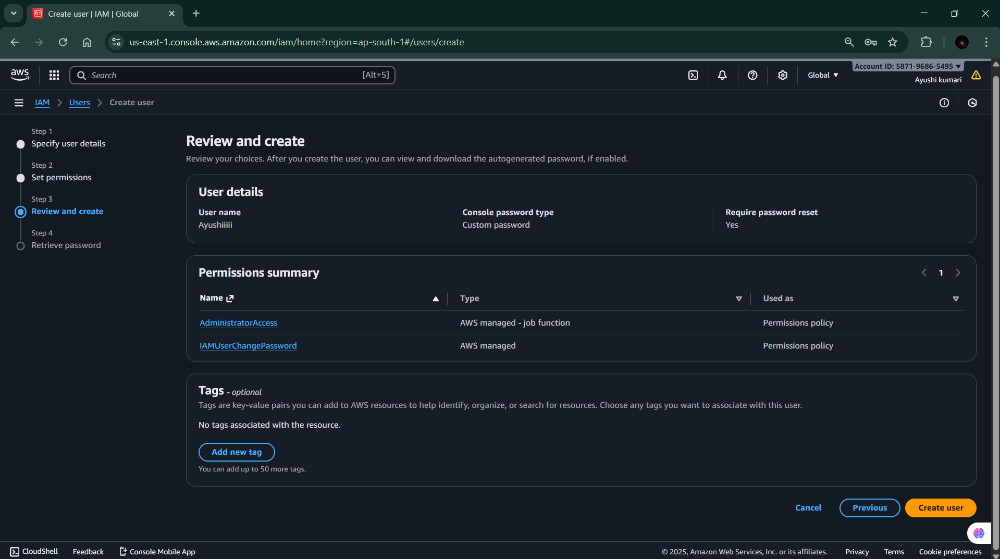 Create user | IAM | Global
us-east-1.console.aws.amazon.com/iam/home?region=ap-south-1#/users/create
aws
Search
[Alt+S]
Global
Account ID: 5871-9686-5495
Ayushi kumari
IAM
Users
Create user
Step 1
Specify user details
Step 2
Set permissions
Step 3
Review and create
Step 4
Retrieve password
Review and create
Review your choices. After you create the user, you can view and download the autogenerated password, if enabled.
User details
User name
Ayushiiiii
Console password type
Custom password
Require password reset
Yes
Permissions summary
1
Name
Type
Used as
AdministratorAccess
AWS managed - job function
Permissions policy
IAMUserChangePassword
AWS managed
Permissions policy
Tags - optional
Tags are key-value pairs you can add to AWS resources to help identify, organize, or search for resources. Choose any tags you want to associate with this user.
No tags associated with the resource.
Add new tag
You can add up to 50 more tags.
Cancel
Previous
Create user
CloudShell
Feedback
Console Mobile App
© 2025, Amazon Web Services, Inc. or its affiliates.
Privacy
Terms
Cookie preferences